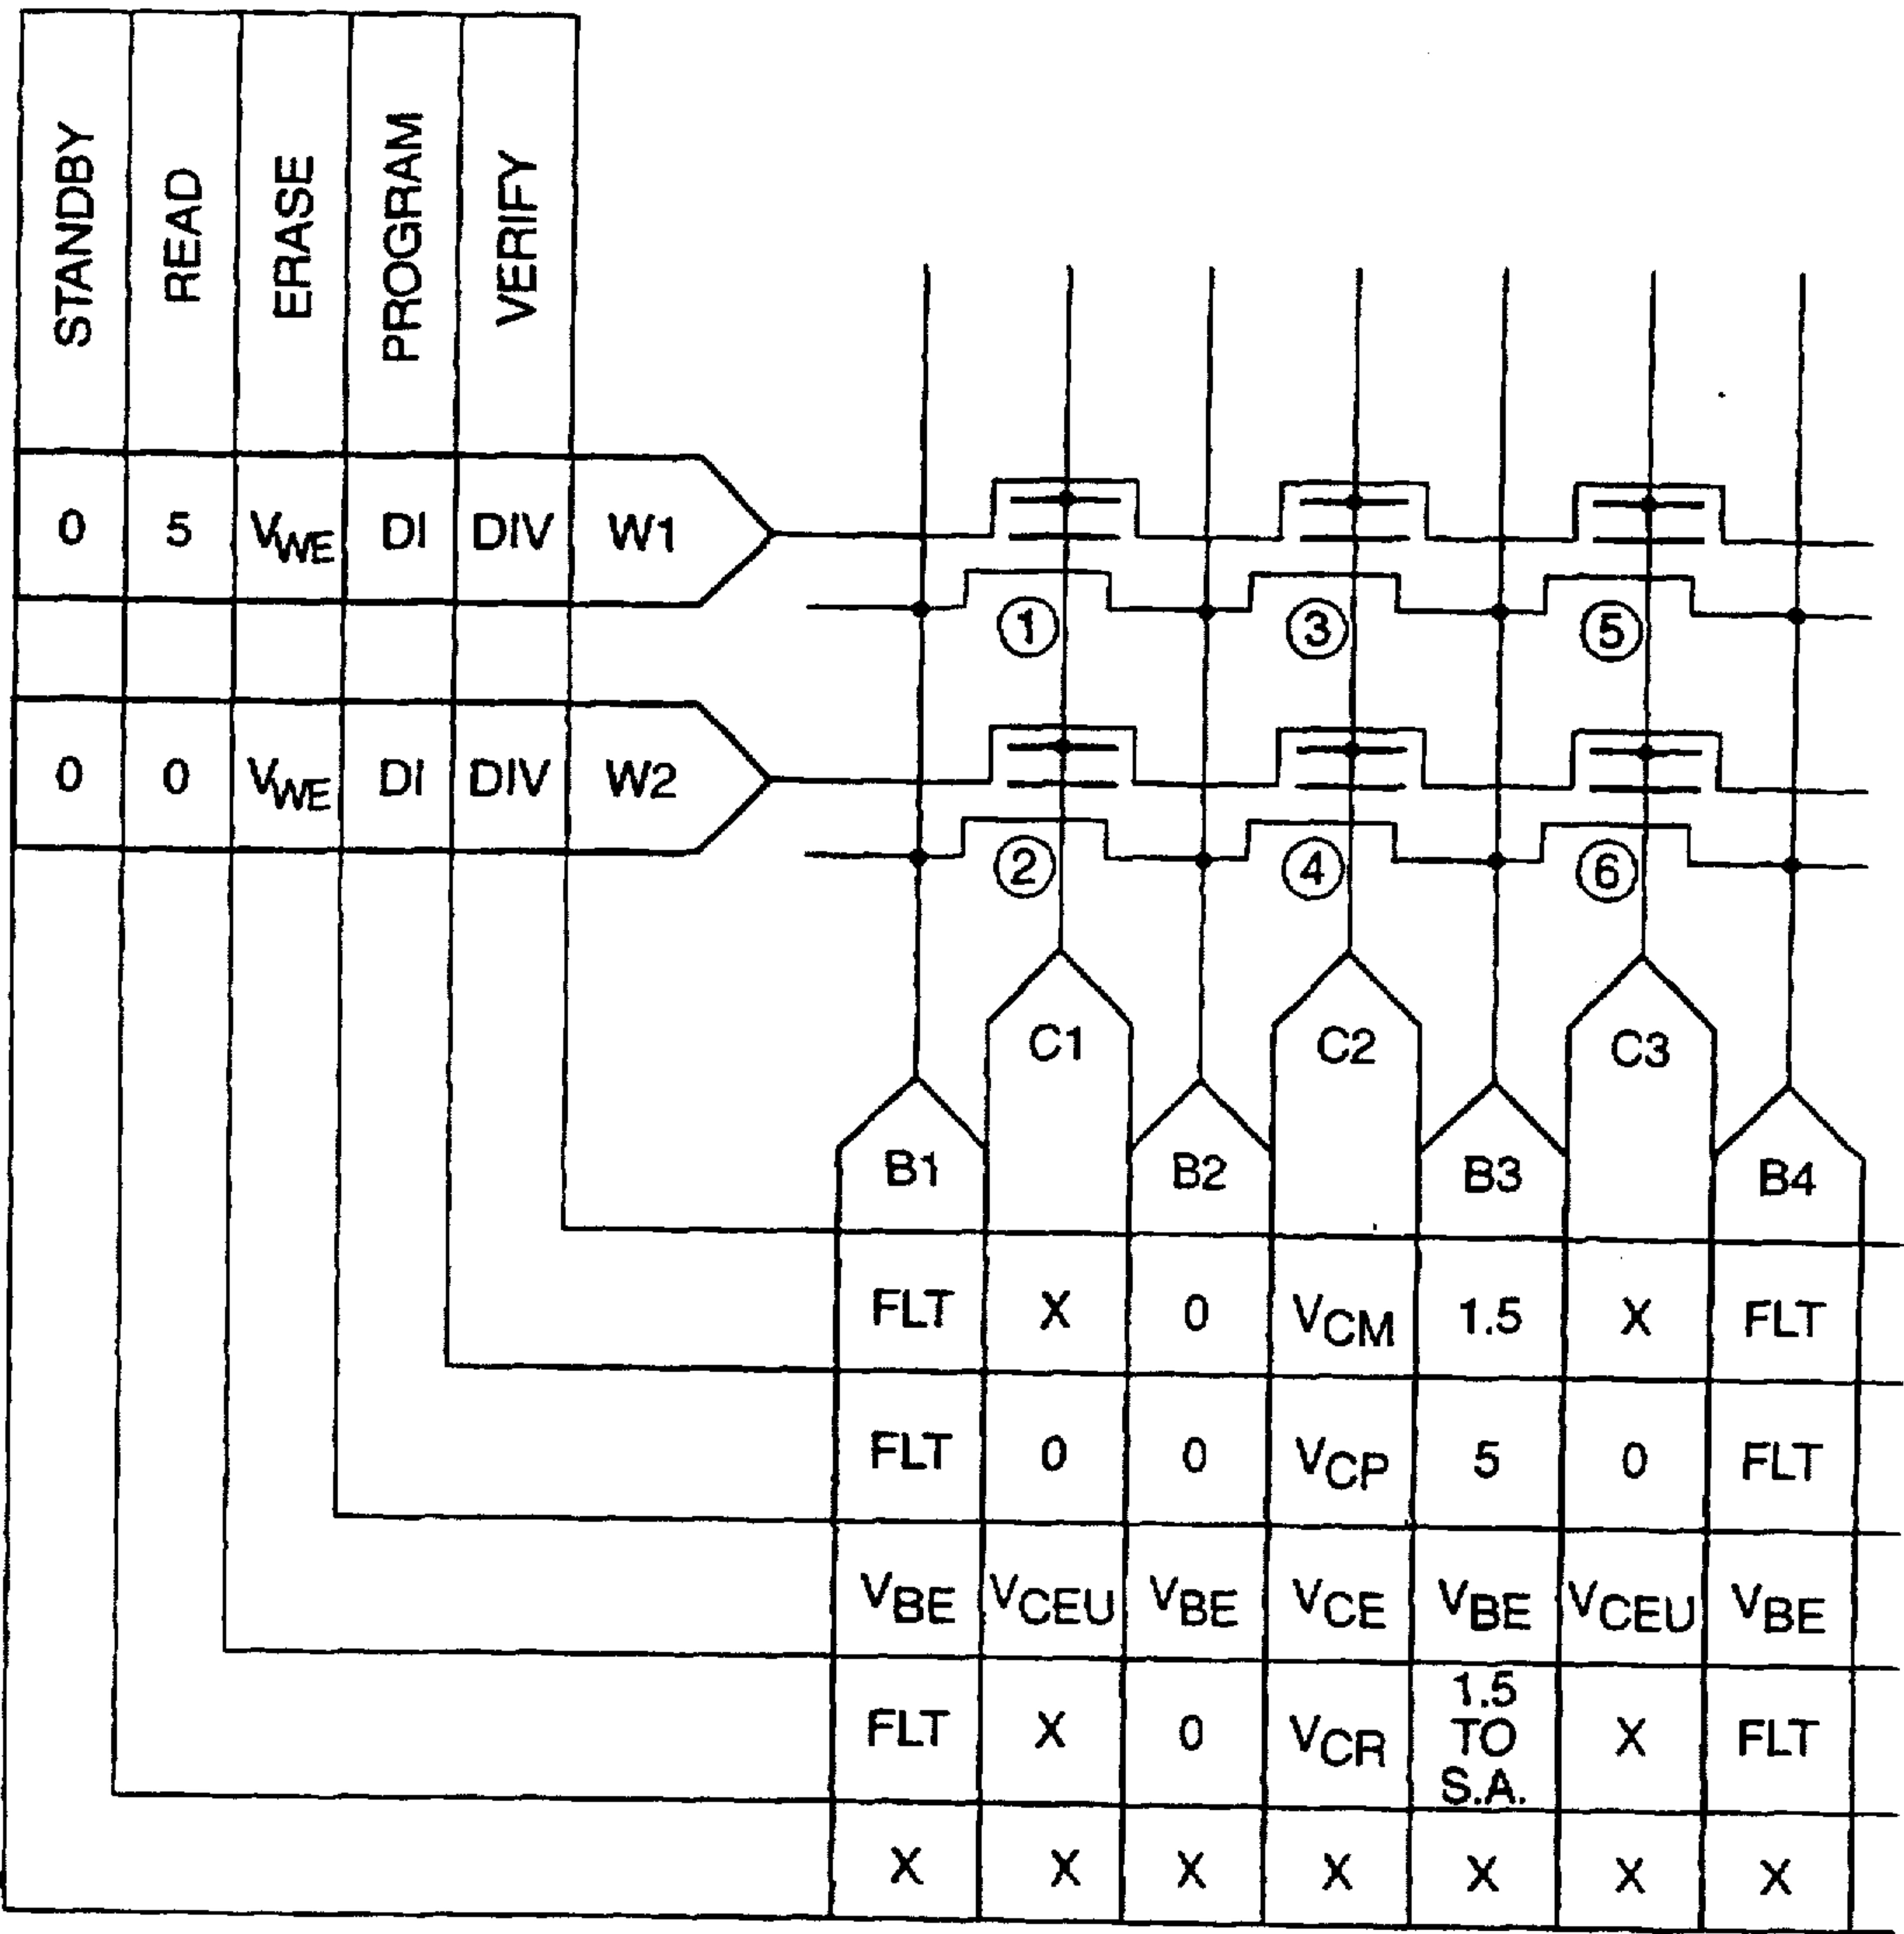 STANDBY
READ
ERASE
PROGRAM
VERIFY
0 5 VWE DI DIV W1
1 3 5
0 0 VWE DI DIV W2
2 4 6
C1 C2 C3
B1 B2 B3 B4
FLT X 0 VCM 1.5 X FLT
FLT 0 0 VCP 5 0 FLT
VBE VCEU VBE VCE VBE VCEU VBE
FLT X 0 VCR 1.5 TO S.A. X FLT
X X X X X X X